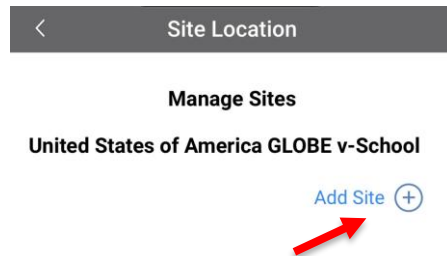 Site Location
Manage Sites
United States of America GLOBE v-School
Add Site